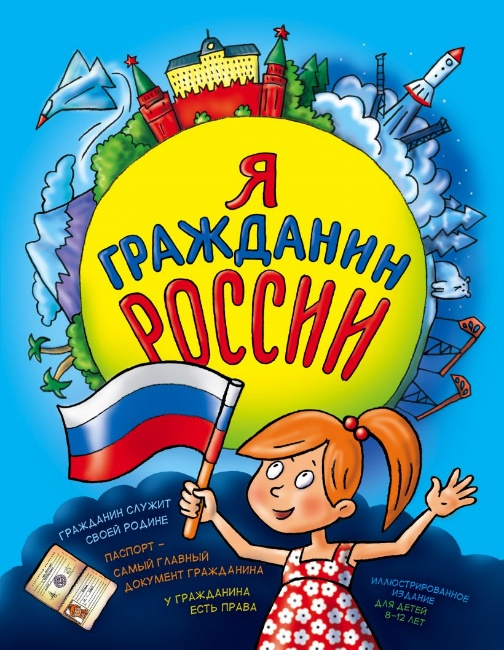 Я
ГРАЖДАНИН
РОССИИ
ГРАЖДАНИН СЛУЖИТ
СВОЕЙ РОДИНЕ
ПАСПОРТ –
САМЫЙ ГЛАВНЫЙ
ДОКУМЕНТ ГРАЖДАНИНА
У ГРАЖДАНИНА
ЕСТЬ ПРАВА
ИЛЛЮСТРИРОВАННОЕ
ИЗДАНИЕ
ДЛЯ ДЕТЕЙ
8-12 ЛЕТ